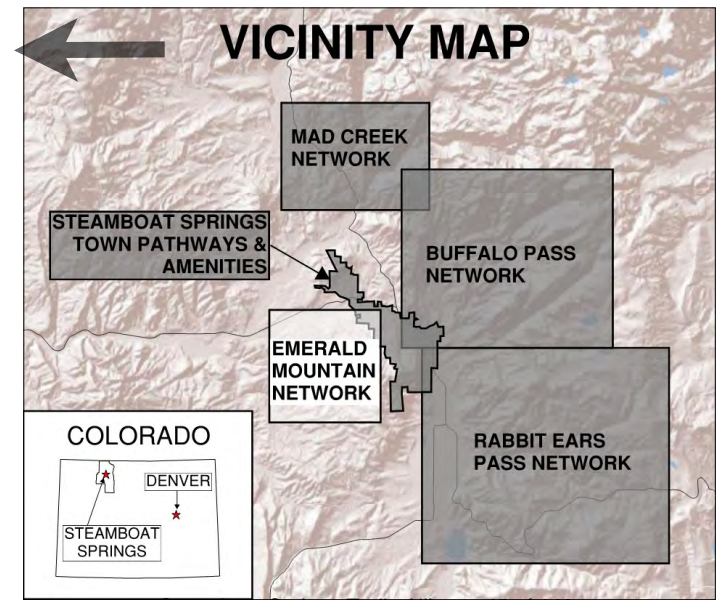 VICINITY MAP
MAD CREEK
NETWORK
STEAMBOAT SPRINGS
TOWN PATHWAYS &
AMENITIES
BUFFALO PASS
NETWORK
EMERALD
MOUNTAIN
NETWORK
RABBIT EARS
PASS NETWORK
COLORADO
DENVER
STEAMBOAT
SPRINGS